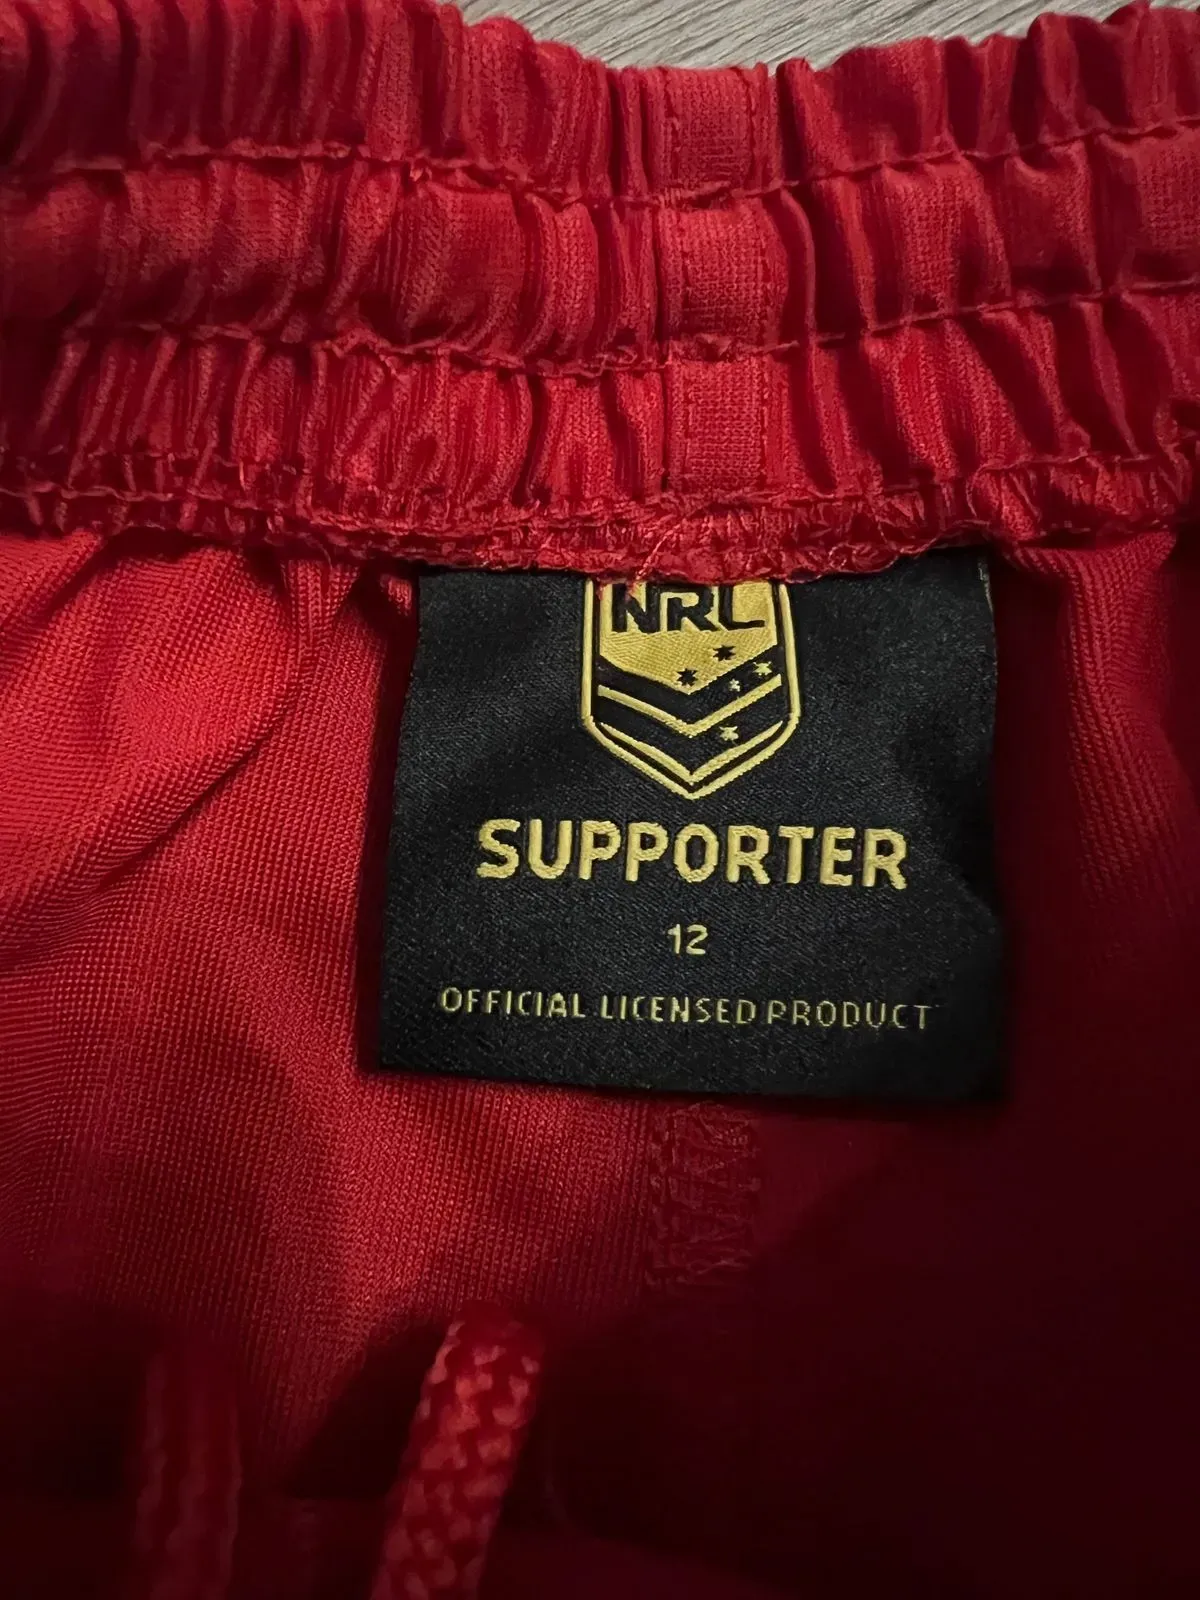 NRL
SUPPORTER
12
OFFICIAL LICENSED PRODUCT